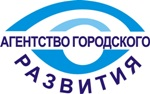 АГЕНТСТВО ГОРОДСКОГО
РАЗВИТИЯ